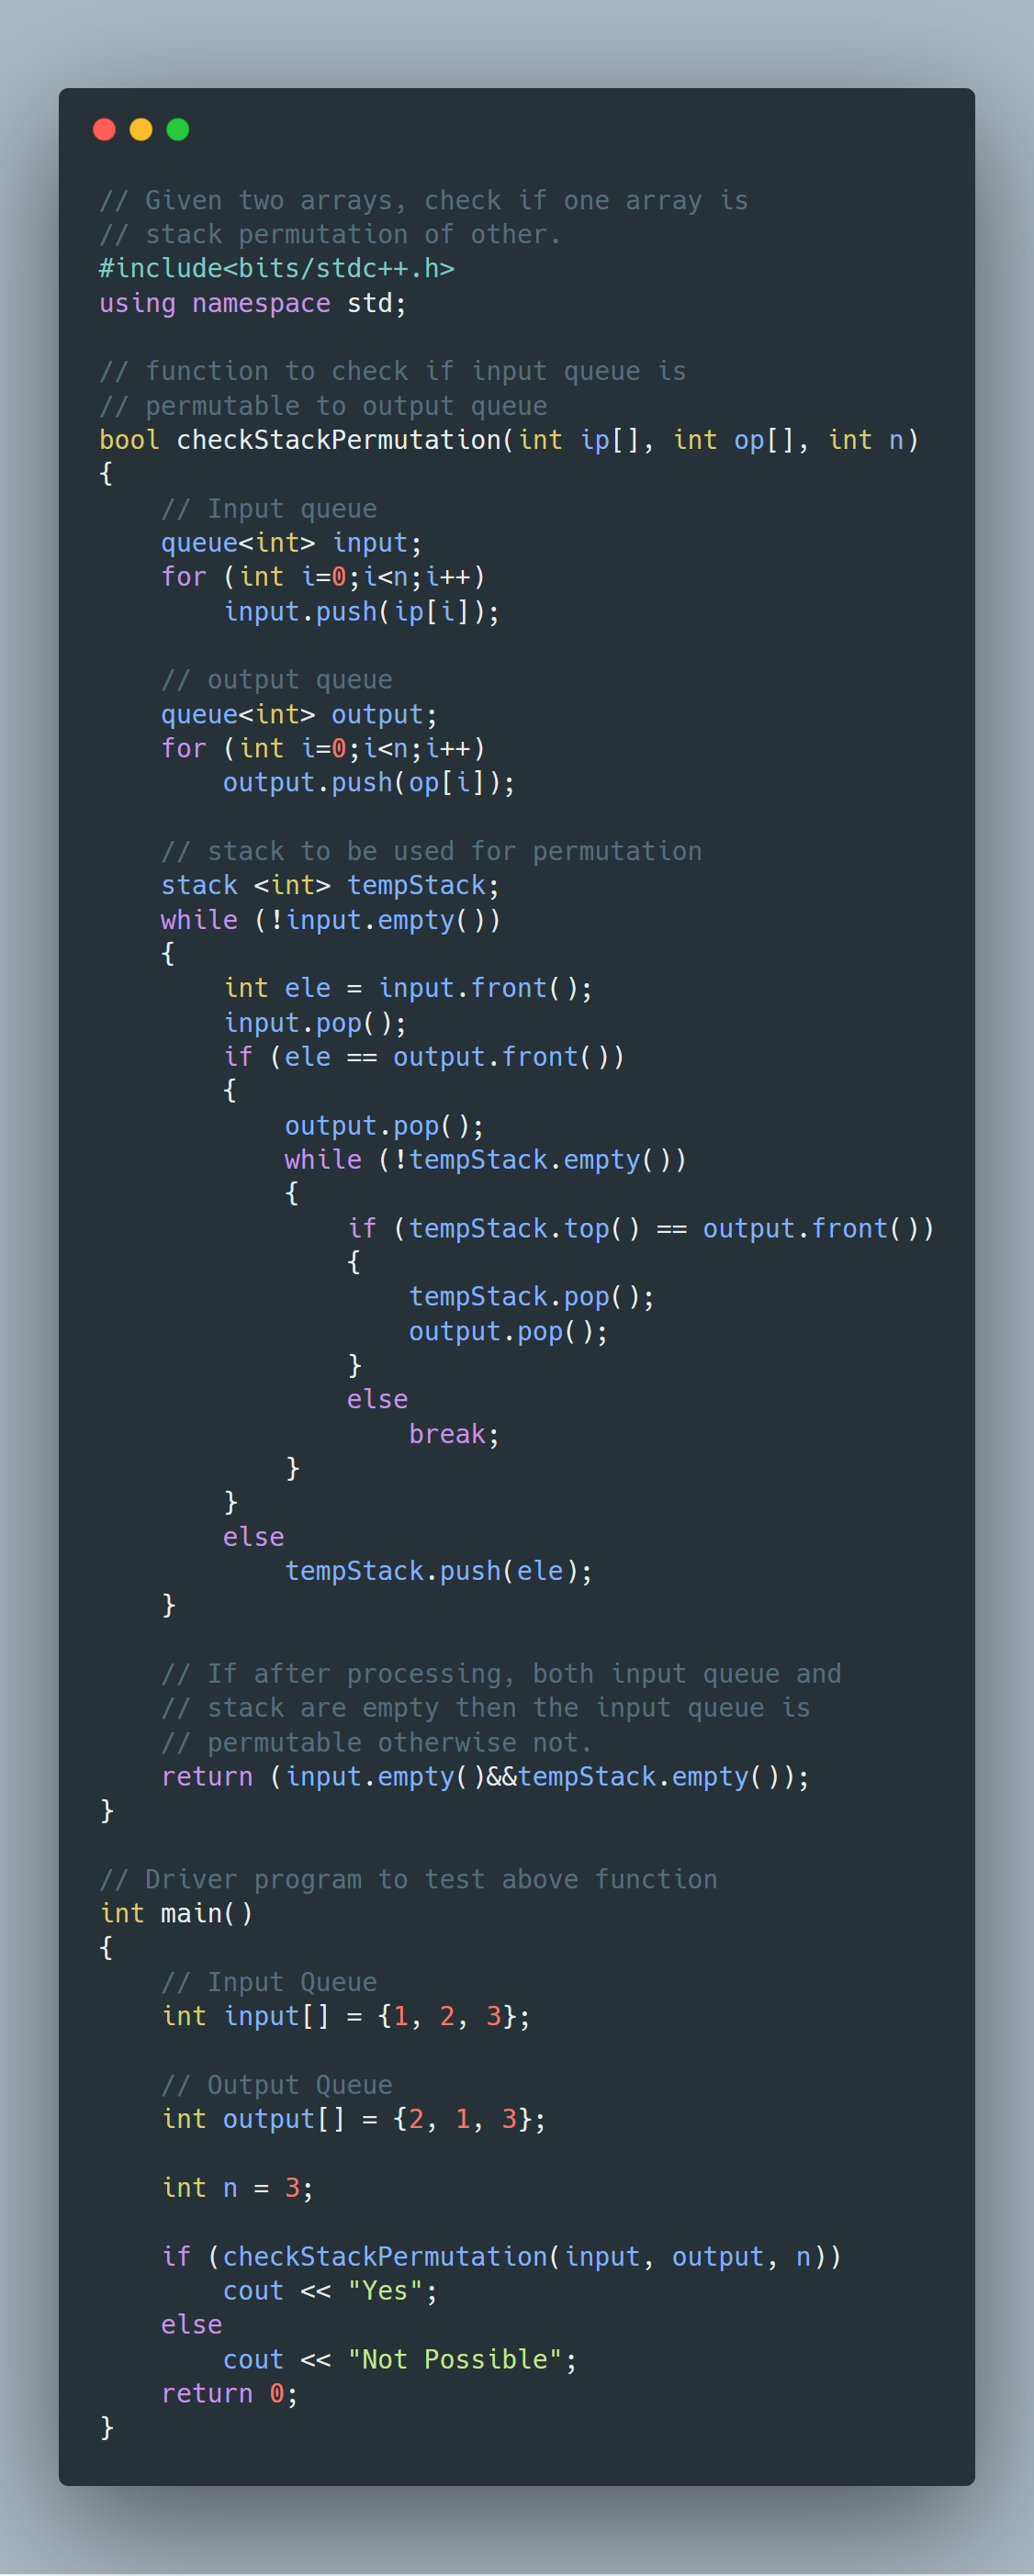 // Given two arrays, check if one array is
// stack permutation of other.
#include<bits/stdc++.h>
using namespace std;

// function to check if input queue is
// permutable to output queue
bool checkStackPermutation(int ip[], int op[], int n)
{
    // Input queue
    queue<int> input;
    for (int i=0;i<n;i++)
        input.push(ip[i]);

    // output queue
    queue<int> output;
    for (int i=0;i<n;i++)
        output.push(op[i]);

    // stack to be used for permutation
    stack <int> tempStack;
    while (!input.empty())
    {
        int ele = input.front();
        input.pop();
        if (ele == output.front())
        {
            output.pop();
            while (!tempStack.empty())
            {
                if (tempStack.top() == output.front())
                {
                    tempStack.pop();
                    output.pop();
                }
                else
                    break;
            }
        }
        else
            tempStack.push(ele);
    }

    // If after processing, both input queue and
    // stack are empty then the input queue is
    // permutable otherwise not.
    return (input.empty()&&tempStack.empty());
}

// Driver program to test above function
int main()
{
    // Input Queue
    int input[] = {1, 2, 3};

    // Output Queue
    int output[] = {2, 1, 3};

    int n = 3;

    if (checkStackPermutation(input, output, n))
        cout << "Yes";
    else
        cout << "Not Possible";
    return 0;
}